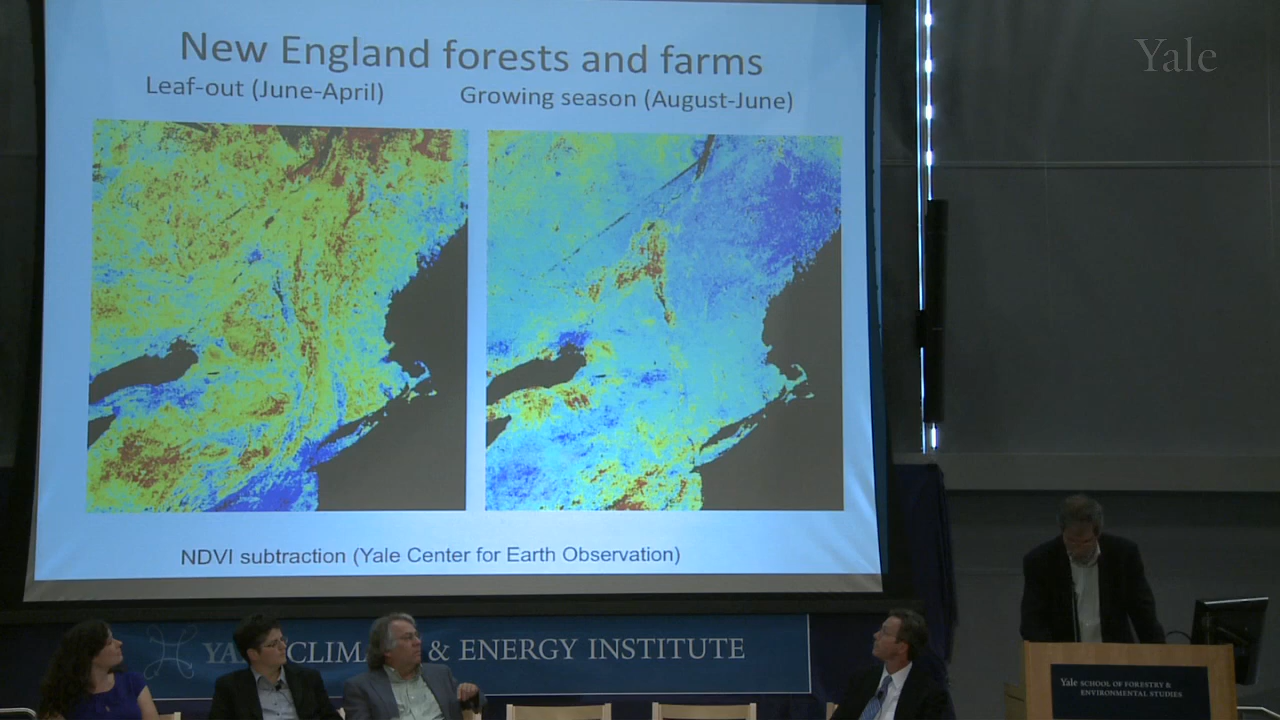 New England forests and farms
Leaf-out (June-April)
Growing season (August-June)
NDVI subtraction (Yale Center for Earth Observation)
Yale
CLIM & ENERGY INSTITUTE
Yale SCHOOL OF FORESTRY &
ENVIRONMENTAL STUDIES